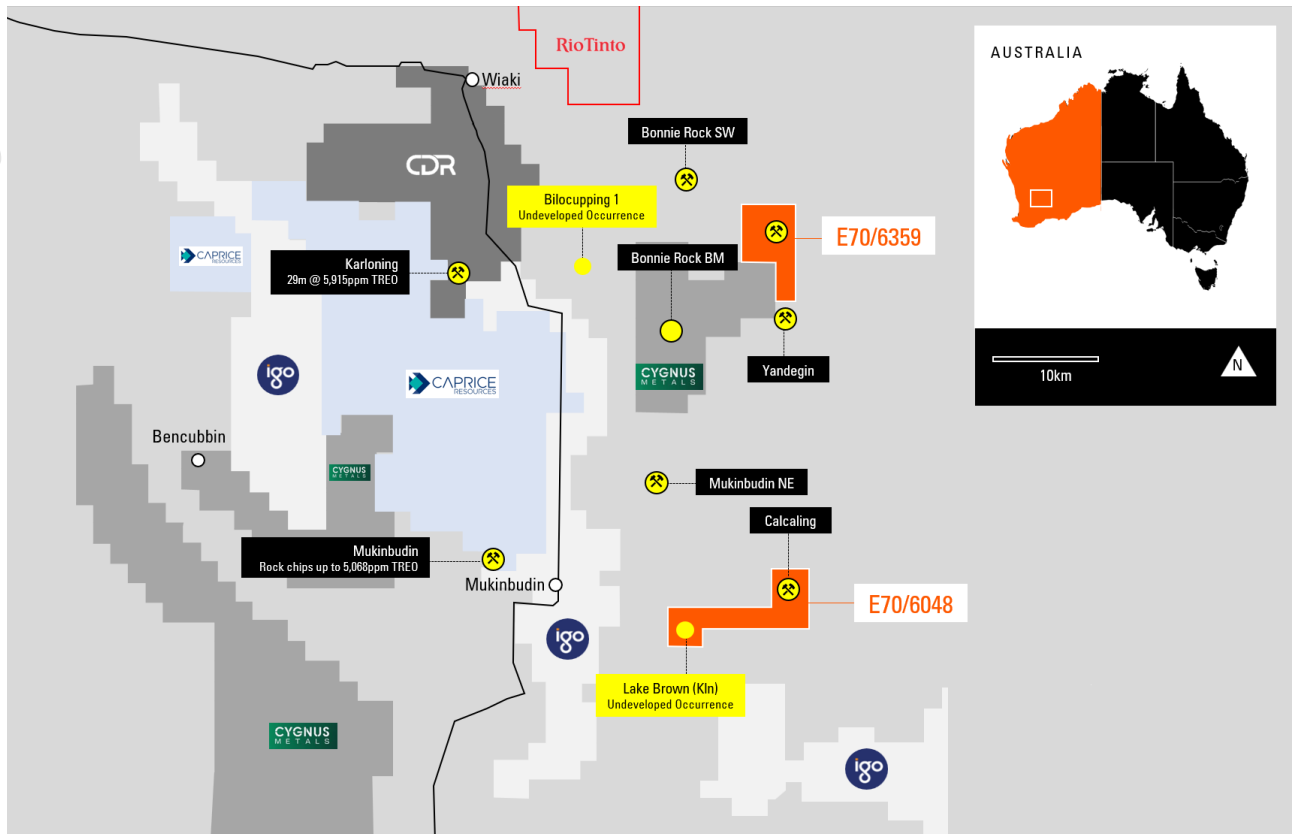 RioTinto
AUSTRALIA
Wiaki
Bonnie Rock SW
CDR
Bilocupping 1
Undeveloped Occurrence
E70/6359
CAPRICE
Karloning
29m @ 5,915ppm TREO
Bonnie Rock BM
igo
CAPRICE
RESOURCES
CYGNUS
METALS
Yandegin
10km
N
Bencubbin
CYGNUS
METALS
Mukinbudin NE
Calcaling
Mukinbudin
Rock chips up to 5,068ppm TREO
Mukinbudin
E70/6048
igo
Lake Brown (Kln)
Undeveloped Occurrence
CYGNUS
METALS
igo